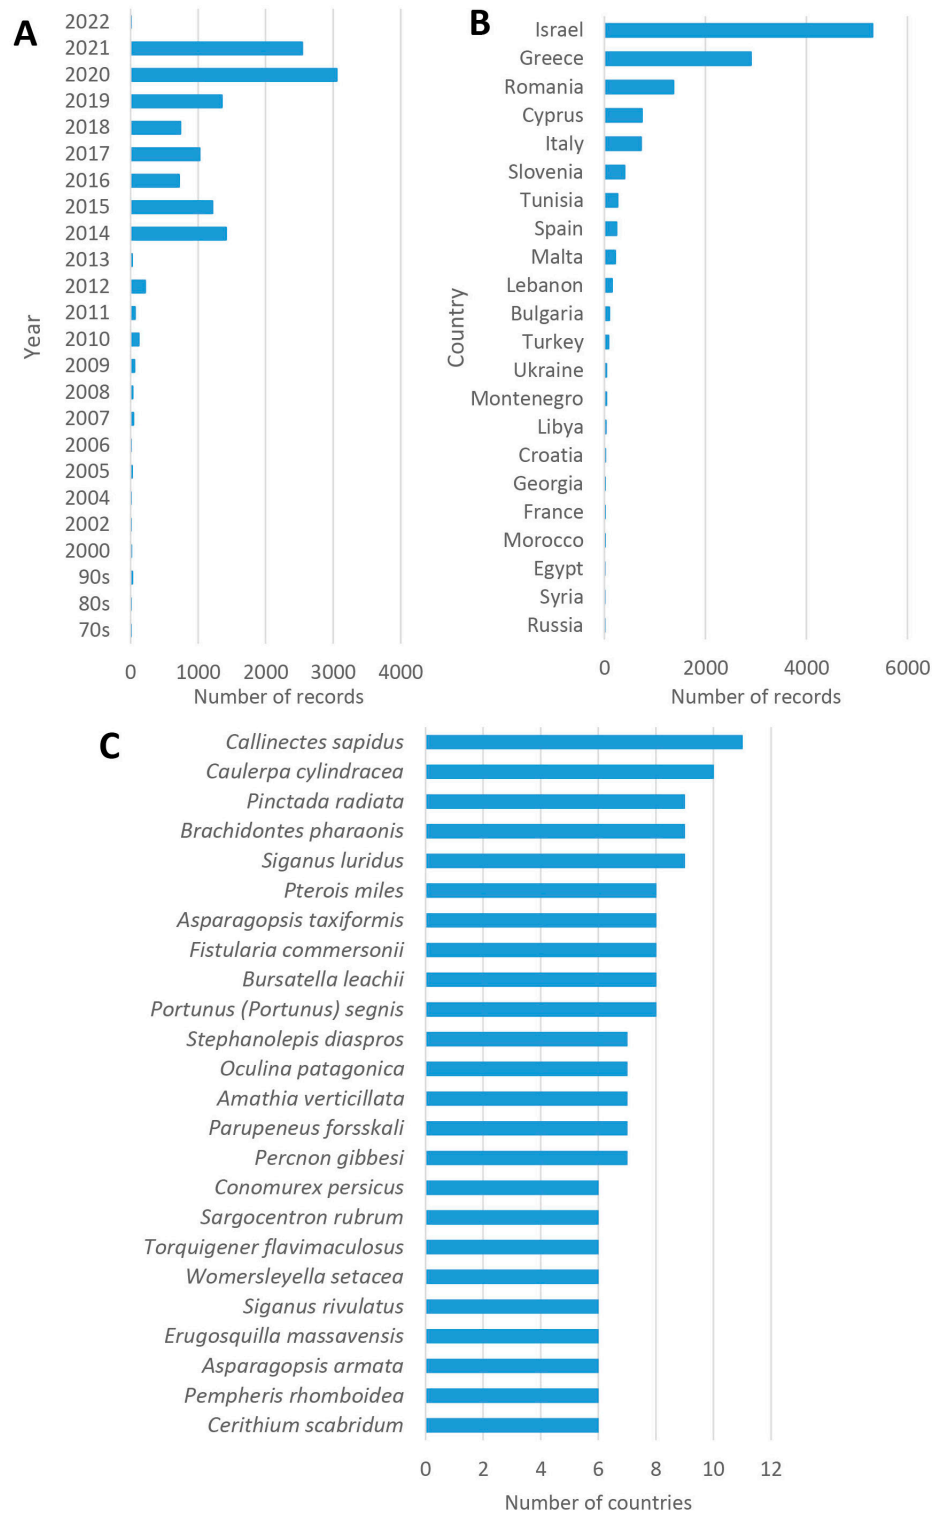 A
2022
2021
2020
2019
2018
2017
2016
2015
2014
2013
2012
2011
2010
2009
2008
2007
2006
2005
2004
2002
2000
90s
80s
70s
Year
0 1000 2000 3000 4000
Number of records
B
Israel
Greece
Romania
Cyprus
Italy
Slovenia
Tunisia
Spain
Malta
Lebanon
Bulgaria
Turkey
Ukraine
Montenegro
Libya
Croatia
Georgia
France
Morocco
Egypt
Syria
Russia
Country
0 2000 4000 6000
Number of records
C
Callinectes sapidus
Caulerpa cylindracea
Pinctada radiata
Brachidontes pharaonis
Siganus luridus
Pterois miles
Asparagopsis taxiformis
Fistularia commersonii
Bursatella leachii
Portunus (Portunus) segnis
Stephanolepis diaspros
Oculina patagonica
Amathia verticillata
Parupeneus forsskali
Percnon gibbesi
Conomurex persicus
Sargocentron rubrum
Torquigener flavimaculosus
Womersleyella setacea
Siganus rivulatus
Erugosquilla massavensis
Asparagopsis armata
Pempheris rhomboidea
Cerithium scabridum
0 2 4 6 8 10 12
Number of countries